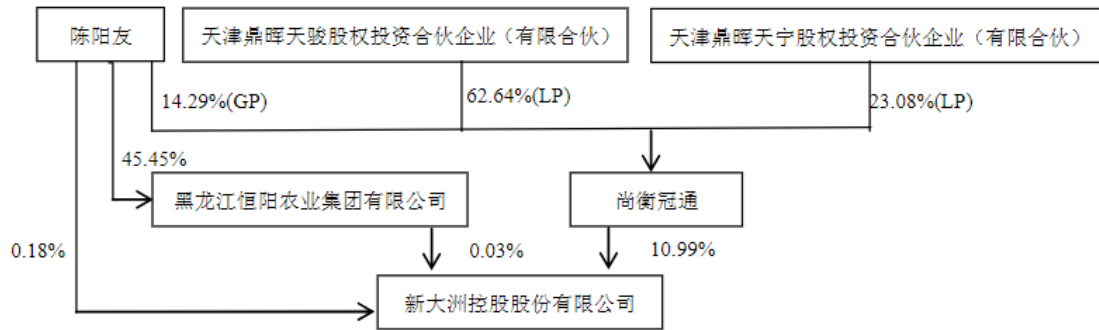 陈阳友
天津鼎晖天骏股权投资合伙企业（有限合伙）
天津鼎晖天宁股权投资合伙企业（有限合伙）
14.29%(GP)
62.64%(LP)
23.08%(LP)
45.45%
黑龙江恒阳农业集团有限公司
尚衡冠通
0.18%
0.03%
10.99%
新大洲控股股份有限公司